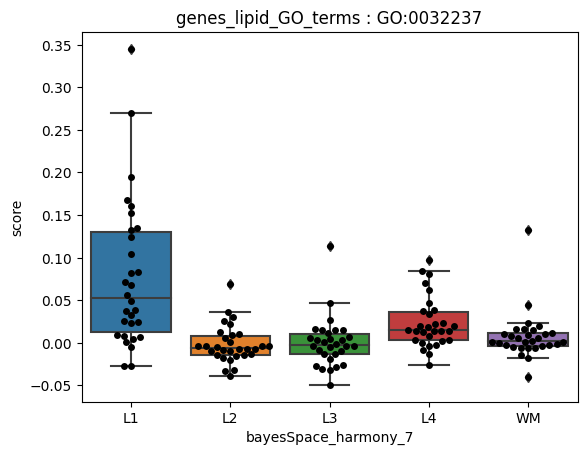 genes_lipid_GO_terms : GO:0032237
score
0.35
0.30
0.25
0.20
0.15
0.10
0.05
0.00
−0.05
L1 L2 L3 L4 WM
bayesSpace_harmony_7